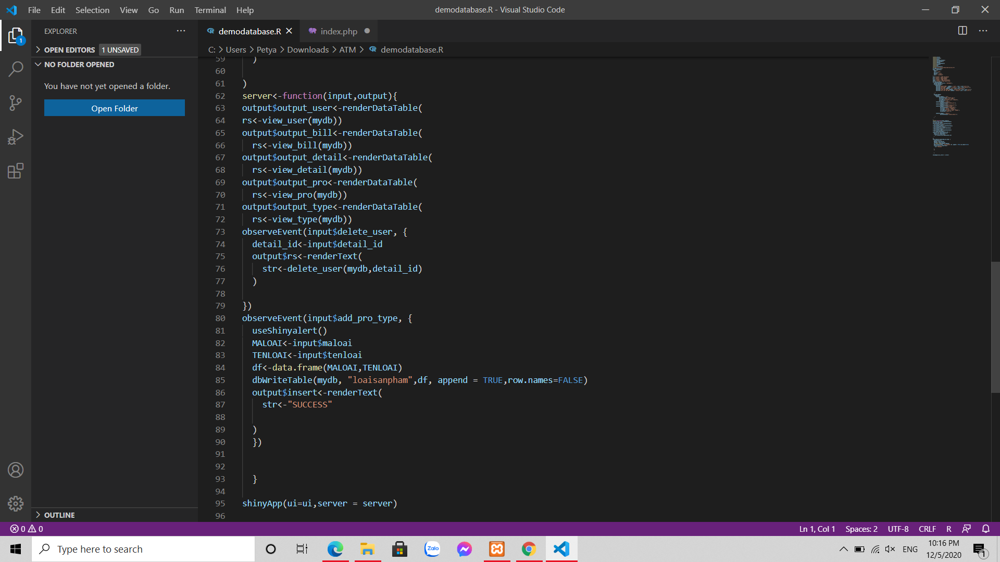 File Edit Selection View Go Run Terminal Help
demodatabase.R - Visual Studio Code
EXPLORER
OPEN EDITORS 1 UNSAVED
NO FOLDER OPENED
You have not yet opened a folder.
Open Folder
OUTLINE
demodatabase.R
index.php
C: > Users > Petya > Downloads > ATM > demodatabase.R
59 )
60
61 )
62 server<-function(input,output){
63 output$output_user<-renderDataTable(
64 rs<-view_user(mydb))
65 output$output_bill<-renderDataTable(
66 rs<-view_bill(mydb))
67 output$output_detail<-renderDataTable(
68 rs<-view_detail(mydb))
69 output$output_pro<-renderDataTable(
70 rs<-view_pro(mydb))
71 output$output_type<-renderDataTable(
72 rs<-view_type(mydb))
73 observeEvent(input$delete_user, {
74 detail_id<-input$detail_id
75 output$rs<-renderText(
76 str<-delete_user(mydb,detail_id)
77 )
78
79 })
80 observeEvent(input$add_pro_type, {
81 useShinyalert()
82 MALOAI<-input$maloai
83 TENLOAI<-input$tenloai
84 df<-data.frame(MALOAI,TENLOAI)
85 dbWriteTable(mydb, "loaisanpham",df, append = TRUE,row.names=FALSE)
86 output$insert<-renderText(
87 str<-"SUCCESS"
88
89 )
90 })
91
92
93 }
94
95 shinyApp(ui=ui,server = server)
96
0 0
Ln 1, Col 1 Spaces: 2 UTF-8 CRLF R
Type here to search
Zalo
ENG
10:16 PM
12/5/2020
1